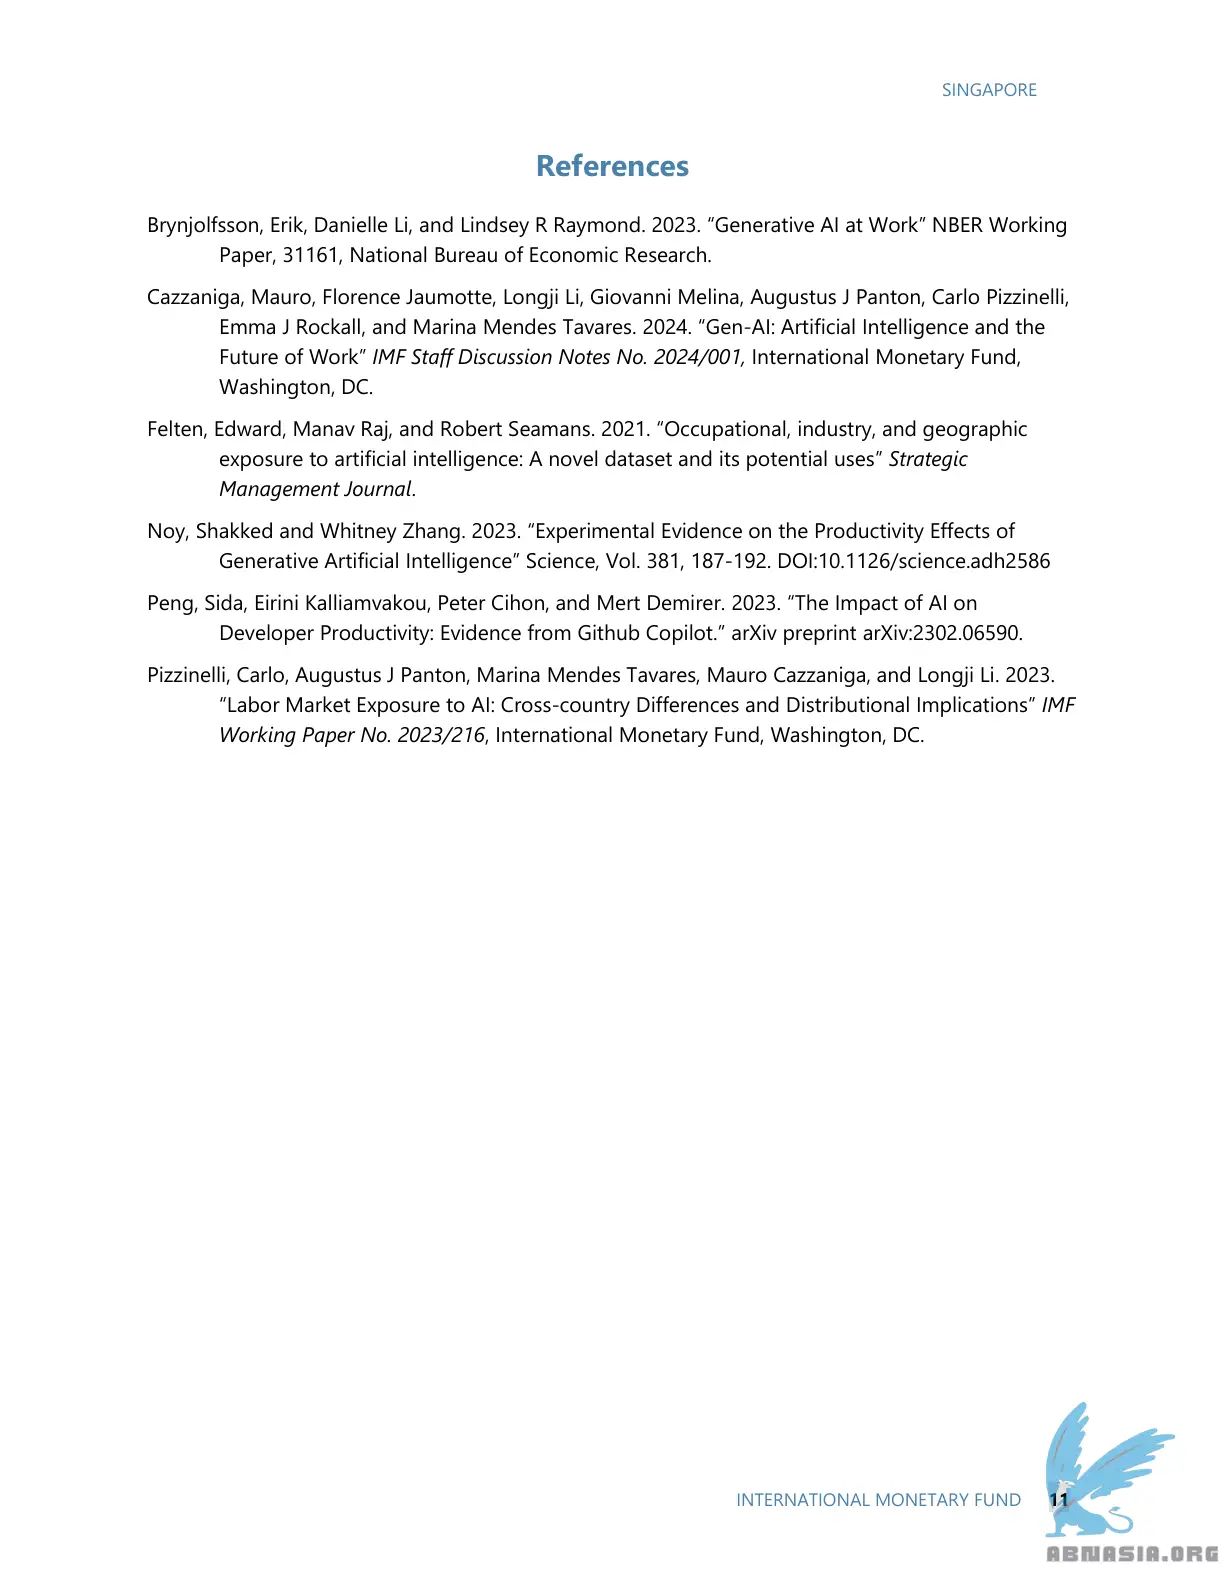 SINGAPORE
References
Brynjolfsson, Erik, Danielle Li, and Lindsey R Raymond. 2023. “Generative AI at Work” NBER Working
Paper, 31161, National Bureau of Economic Research.
Cazzaniga, Mauro, Florence Jaumotte, Longji Li, Giovanni Melina, Augustus J Panton, Carlo Pizzinelli,
Emma J Rockall, and Marina Mendes Tavares. 2024. “Gen-AI: Artificial Intelligence and the
Future of Work” IMF Staff Discussion Notes No. 2024/001, International Monetary Fund,
Washington, DC.
Felten, Edward, Manav Raj, and Robert Seamans. 2021. “Occupational, industry, and geographic
exposure to artificial intelligence: A novel dataset and its potential uses” Strategic
Management Journal.
Noy, Shakked and Whitney Zhang. 2023. “Experimental Evidence on the Productivity Effects of
Generative Artificial Intelligence” Science, Vol. 381, 187-192. DOI:10.1126/science.adh2586
Peng, Sida, Eirini Kalliamvakou, Peter Cihon, and Mert Demirer. 2023. “The Impact of AI on
Developer Productivity: Evidence from Github Copilot.” arXiv preprint arXiv:2302.06590.
Pizzinelli, Carlo, Augustus J Panton, Marina Mendes Tavares, Mauro Cazzaniga, and Longji Li. 2023.
“Labor Market Exposure to AI: Cross-country Differences and Distributional Implications” IMF
Working Paper No. 2023/216, International Monetary Fund, Washington, DC.
INTERNATIONAL MONETARY FUND 11
ABNASIA.ORG